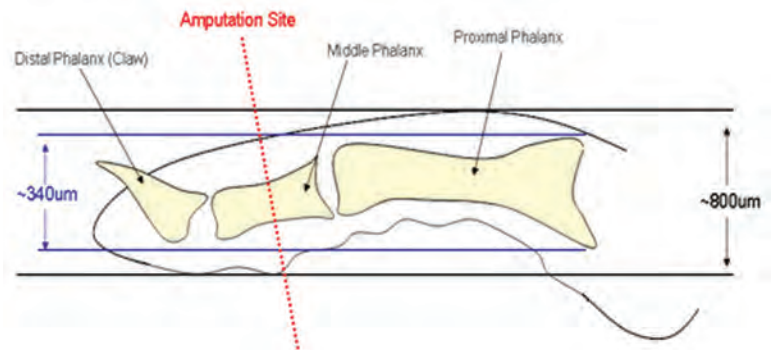 Amputation Site
Distal Phalanx (Claw)
Middle Phalanx
Proximal Phalanx
~340um
~800um